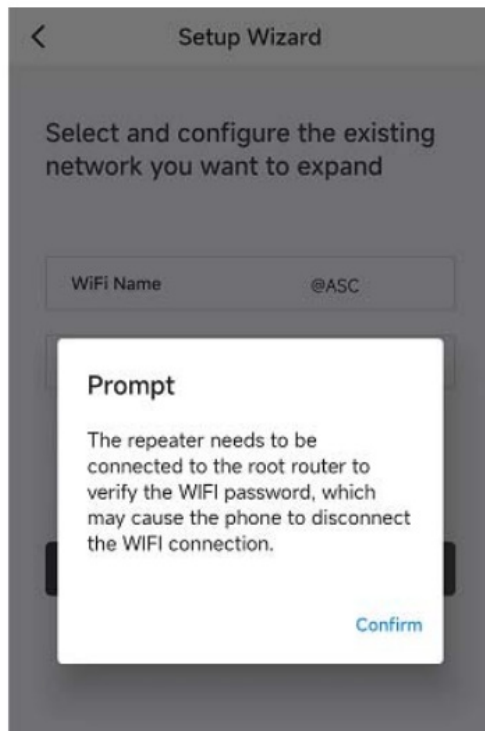 Setup Wizard
Select and configure the existing
network you want to expand
WiFi Name @ASC
Prompt
The repeater needs to be
connected to the root router to
verify the WIFI password, which
may cause the phone to disconnect
the WIFI connection.
Confirm